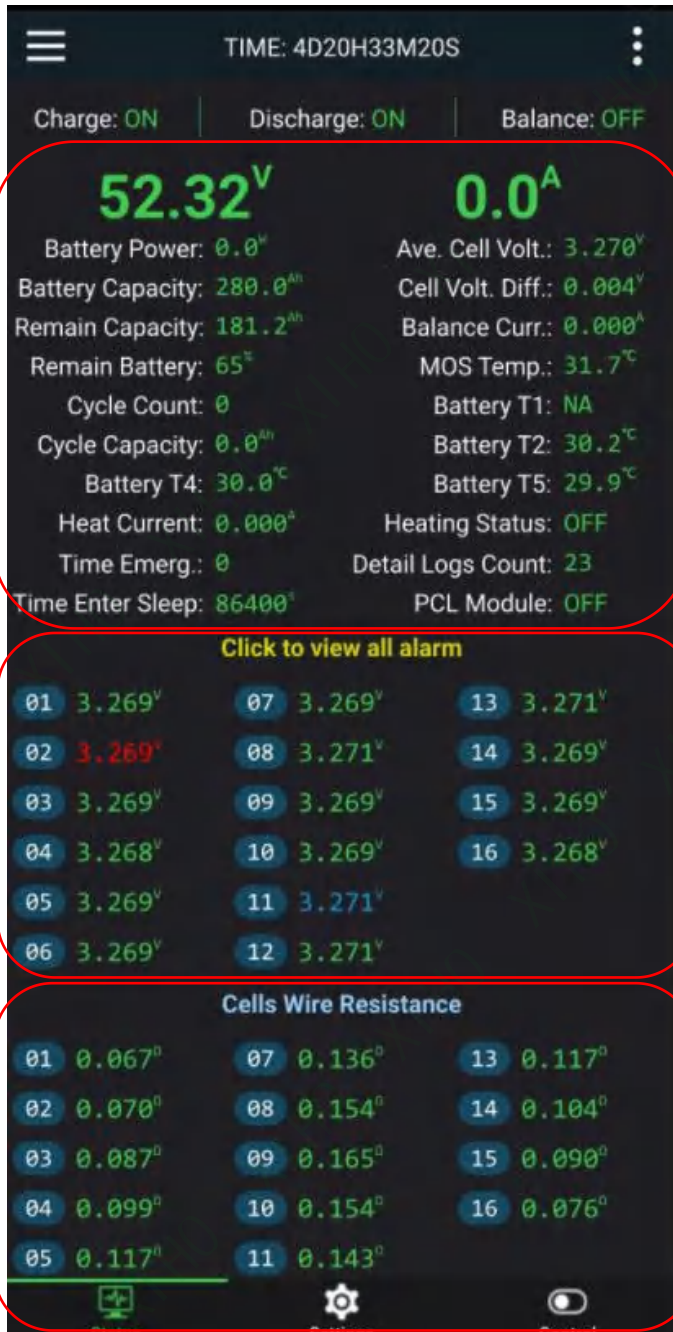 TIME: 4D20H33M20S
Charge: ON Discharge: ON Balance: OFF
52.32V 0.0A
Battery Power: 0.0W Ave. Cell Volt.: 3.270V
Battery Capacity: 280.0Ah Cell Volt. Diff.: 0.004V
Remain Capacity: 181.2Ah Balance Curr.: 0.000A
Remain Battery: 65% MOS Temp.: 31.7℃
Cycle Count: 0 Battery T1: NA
Cycle Capacity: 0.0Ah Battery T2: 30.2℃
Battery T4: 30.0℃ Battery T5: 29.9℃
Heat Current: 0.000A Heating Status: OFF
Time Emerg.: 0 Detail Logs Count: 23
Time Enter Sleep: 86400s PCL Module: OFF
Click to view all alarm
01 3.269V 07 3.269V 13 3.271V
02 3.269V 08 3.271V 14 3.269V
03 3.269V 09 3.269V 15 3.269V
04 3.268V 10 3.269V 16 3.268V
05 3.269V 11 3.271V
06 3.269V 12 3.271V
Cells Wire Resistance
01 0.067Ω 07 0.136Ω 13 0.117Ω
02 0.070Ω 08 0.154Ω 14 0.104Ω
03 0.087Ω 09 0.165Ω 15 0.090Ω
04 0.099Ω 10 0.154Ω 16 0.076Ω
05 0.117Ω 11 0.143Ω